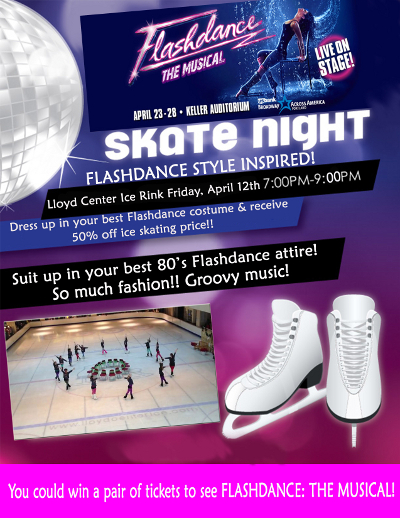 Flashdance
THE MUSICAL
LIVE ON
STAGE!
APRIL 23-28 • KELLER AUDITORIUM
BROADWAY
ACROSS AMERICA
PORTLAND
SKATE NIGHT
FLASHDANCE STYLE INSPIRED!
Lloyd Center Ice Rink Friday, April 12th 7:00PM-9:00PM
Dress up in your best Flashdance costume & receive
50% off ice skating price!!
Suit up in your best 80's Flashdance attire!
So much fashion!! Groovy music!
You could win a pair of tickets to see FLASHDANCE: THE MUSICAL!